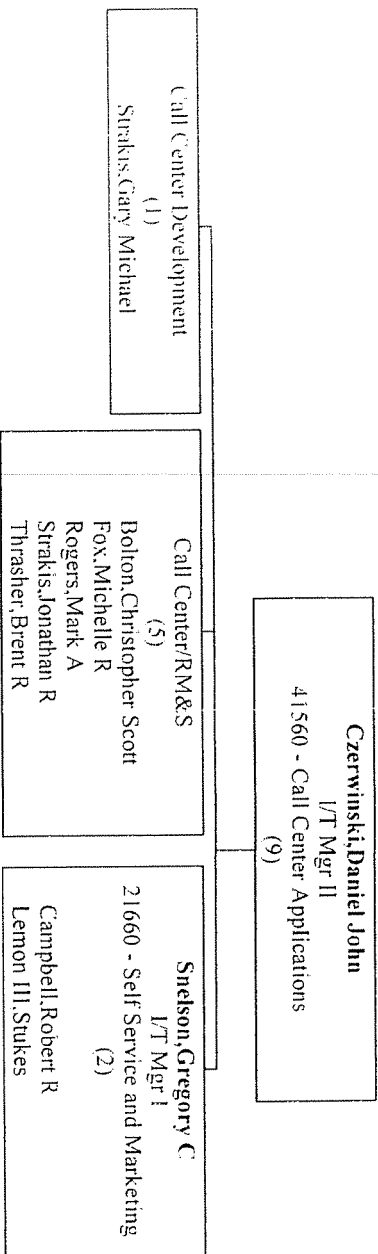 Czerwinski,Daniel John
I/T Mgr II
41560 - Call Center Applications
(9)
Call Center Development
(1)
Strakis,Gary Michael
Call Center/RM&S
(5)
Bolton,Christopher Scott
Fox,Michelle R
Rogers,Mark A
Strakis,Jonathan R
Thrasher,Brent R
Snelson,Gregory C
I/T Mgr I
21660 - Self Service and Marketing
(2)
Campbell,Robert R
Lemon III,Stukes